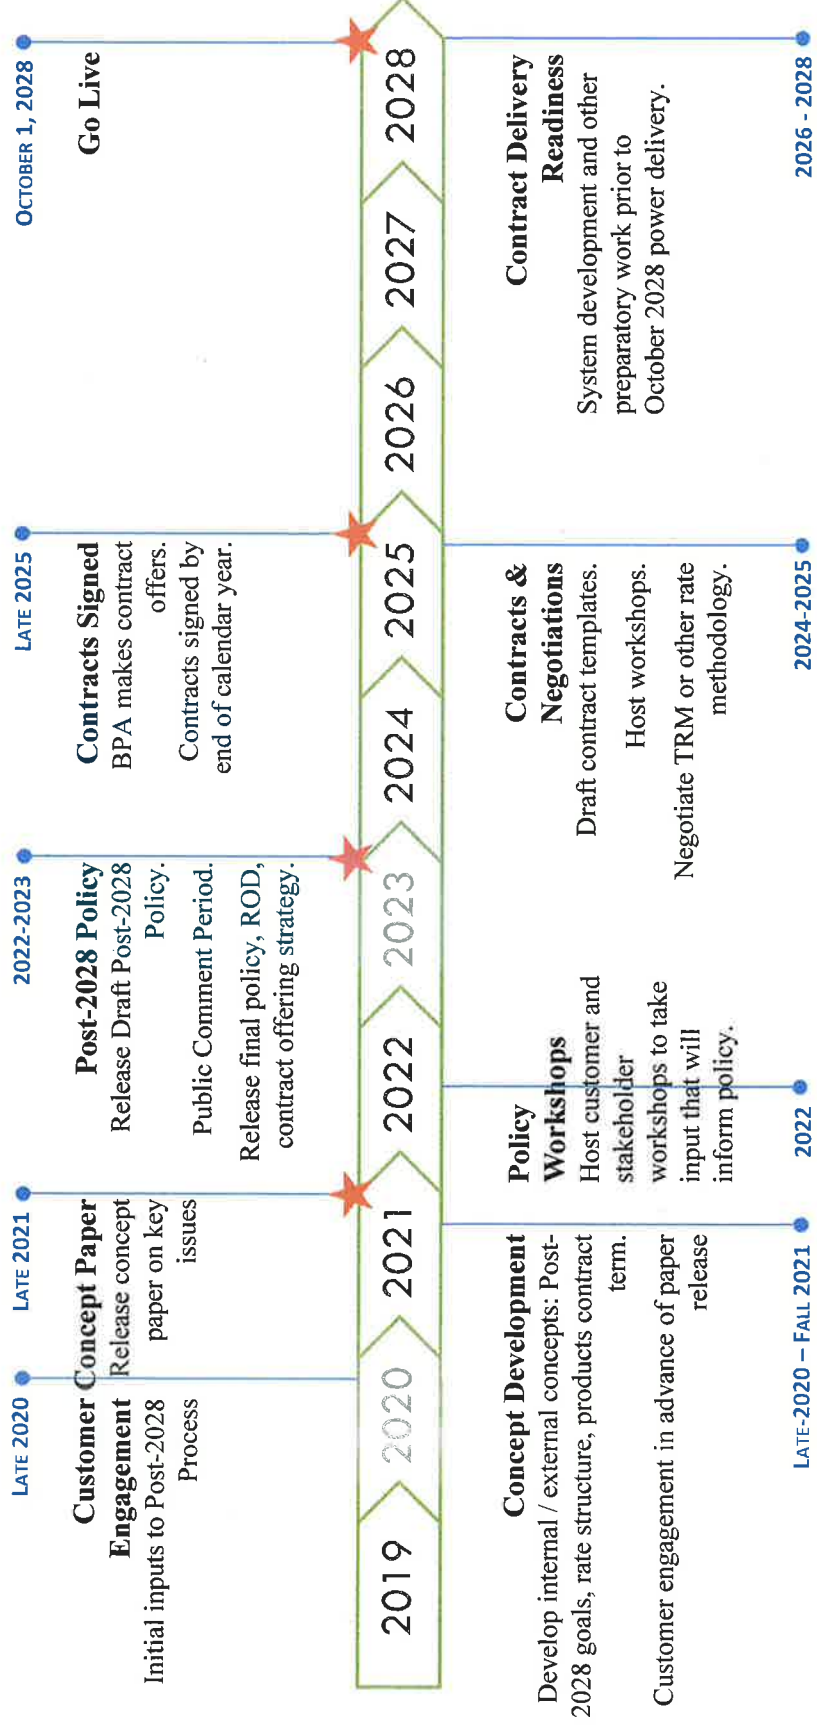 LATE 2020
Customer
Engagement
Initial inputs to Post-2028
Process
LATE 2021
Concept Paper
Release concept
paper on key
issues
2022-2023
Post-2028 Policy
Release Draft Post-2028
Policy.
Public Comment Period.
Release final policy, ROD,
contract offering strategy.
LATE 2025
Contracts Signed
BPA makes contract
offers.
Contracts signed by
end of calendar year.
OCTOBER 1, 2028
Go Live
2019 2020 2021 2022 2023 2024 2025 2026 2027 2028
Concept Development
Develop internal / external concepts: Post-
2028 goals, rate structure, products contract
term.
Customer engagement in advance of paper
release
LATE-2020 – FALL 2021
Policy
Workshops
Host customer and
stakeholder
workshops to take
input that will
inform policy.
2022
Contracts &
Negotiations
Draft contract templates.
Host workshops.
Negotiate TRM or other rate
methodology.
2024-2025
Contract Delivery
Readiness
System development and other
preparatory work prior to
October 2028 power delivery.
2026 - 2028